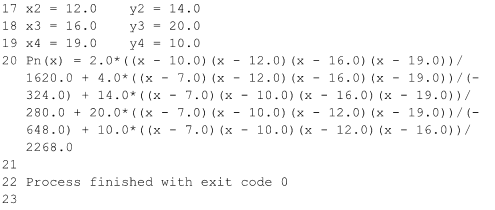 17 x2 = 12.0    y2 = 14.0
18 x3 = 16.0    y3 = 20.0
19 x4 = 19.0    y4 = 10.0
20 Pn(x) = 2.0*((x - 10.0)(x - 12.0)(x - 16.0)(x - 19.0))/
1620.0 + 4.0*((x - 7.0)(x - 12.0)(x - 16.0)(x - 19.0))/(-
324.0) + 14.0*((x - 7.0)(x - 10.0)(x - 16.0)(x - 19.0))/
280.0 + 20.0*((x - 7.0)(x - 10.0)(x - 12.0)(x - 19.0))/(-
648.0) + 10.0*((x - 7.0)(x - 10.0)(x - 12.0)(x - 16.0))/
2268.0
21
22 Process finished with exit code 0
23